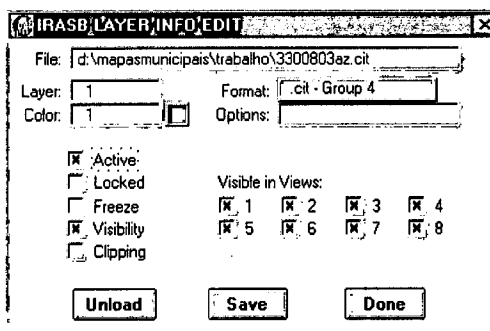 IRASB LAYER INFO EDIT
File: d:\mapasmunicipais\trabalho\3300803az.cit
Layer: 1 Format: .cit - Group 4
Color: 1 Options:
Active
Locked Visible in Views:
Freeze 1 2 3 4
Visibility 5 6 7 8
Clipping
Unload Save Done